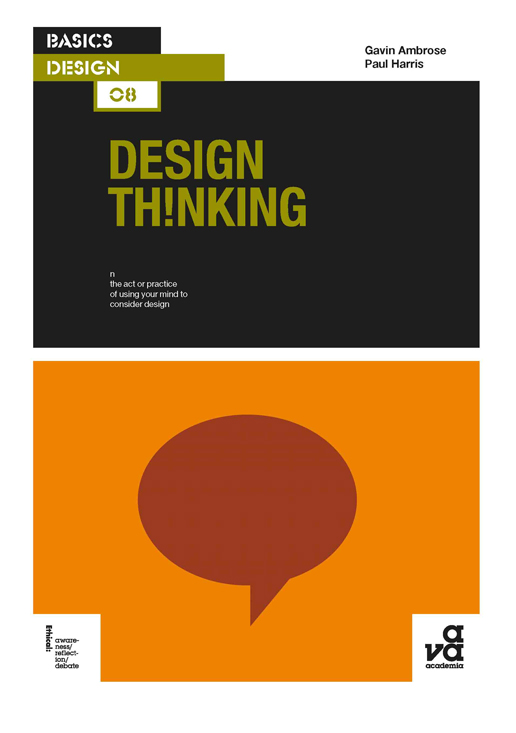 BASICS
DESIGN
08
Gavin Ambrose
Paul Harris
DESIGN
TH!NKING
n
the act or practice
of using your mind to
consider design
Ethical:
aware-
ness/
reflect-
ion/
debate
a
va
academia